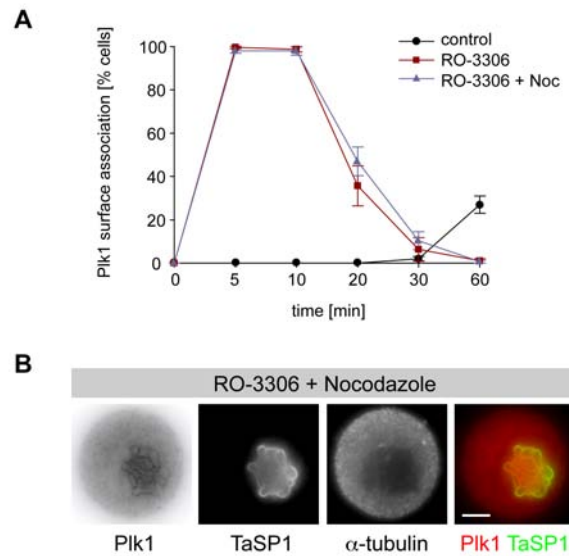 A
Plk1 surface association [% cells]
100
80
60
40
20
0
0 5 10 20 30 60
time [min]
control
RO-3306
RO-3306 + Noc
B
RO-3306 + Nocodazole
Plk1 TaSP1 α-tubulin Plk1 TaSP1